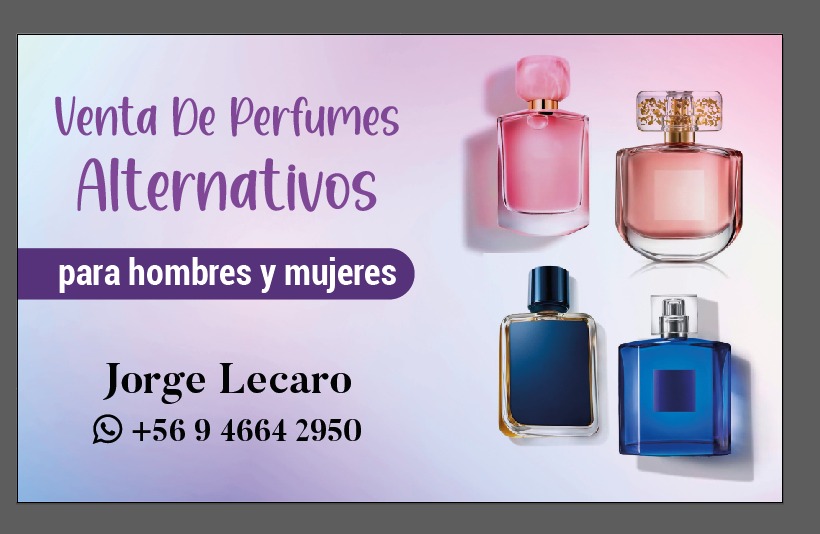 Venta De Perfumes
Alternativos
para hombres y mujeres
Jorge Lecaro
+56 9 4664 2950